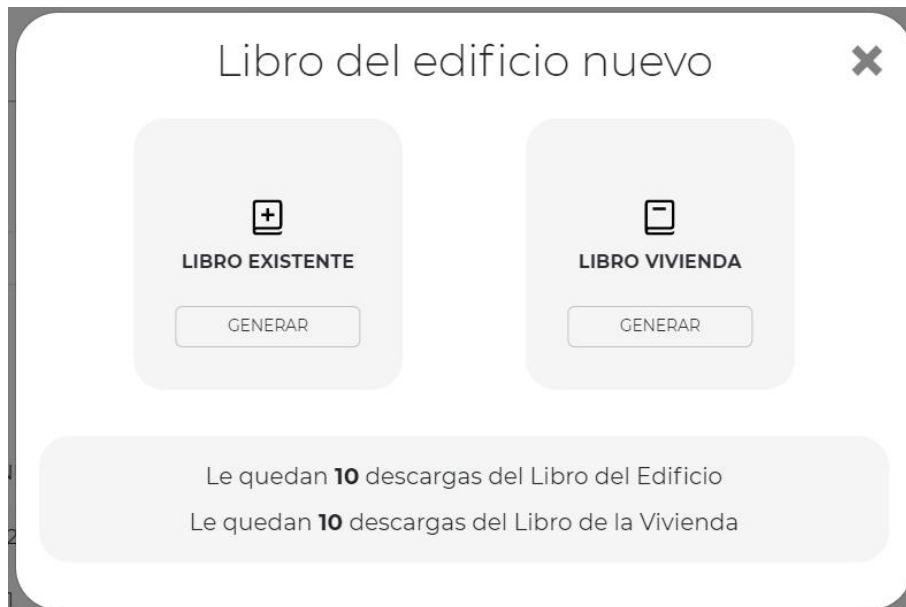 Libro del edificio nuevo
LIBRO EXISTENTE
GENERAR
LIBRO VIVIENDA
GENERAR
Le quedan 10 descargas del Libro del Edificio
Le quedan 10 descargas del Libro de la Vivienda